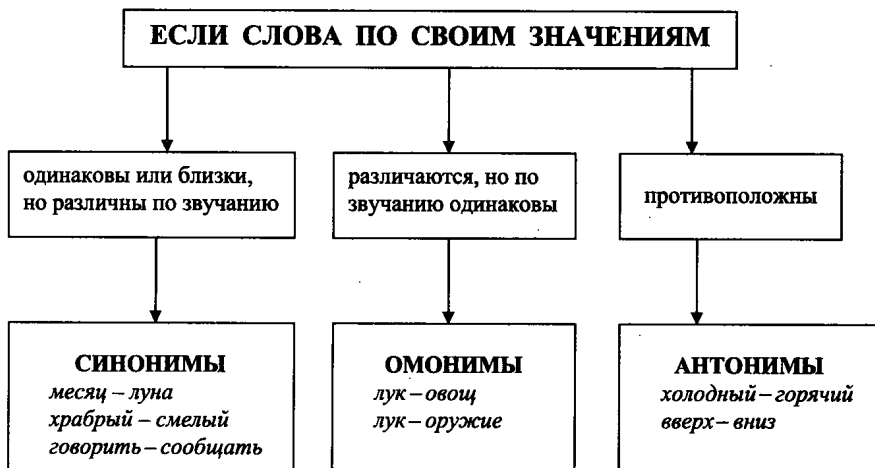 ЕСЛИ СЛОВА ПО СВОИМ ЗНАЧЕНИЯМ
одинаковы или близки,
но различны по звучанию
различаются, но по
звучанию одинаковы
противоположны
СИНОНИМЫ
месяц – луна
храбрый – смелый
говорить – сообщать
ОМОНИМЫ
лук – овощ
лук – оружие
АНТОНИМЫ
холодный – горячий
вверх – вниз